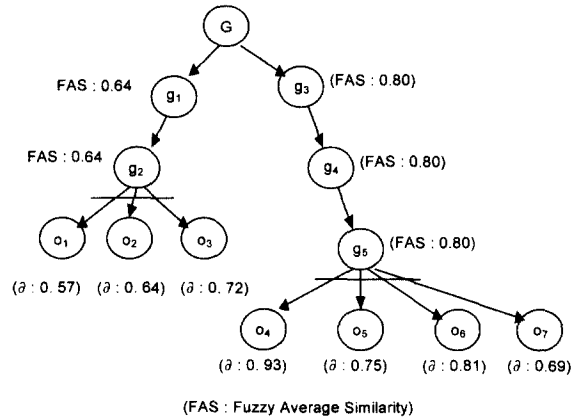 G
FAS : 0.64
g1
g3
(FAS : 0.80)
FAS : 0.64
g2
g4
(FAS : 0.80)
g5
(FAS : 0.80)
o1
o2
o3
(∂ : 0. 57)
(∂ : 0.64)
(∂ : 0.72)
o4
o5
o6
o7
(∂ : 0. 93)
(∂ : 0.75)
(∂ : 0.81)
(∂ : 0.69)
(FAS : Fuzzy Average Similarity)